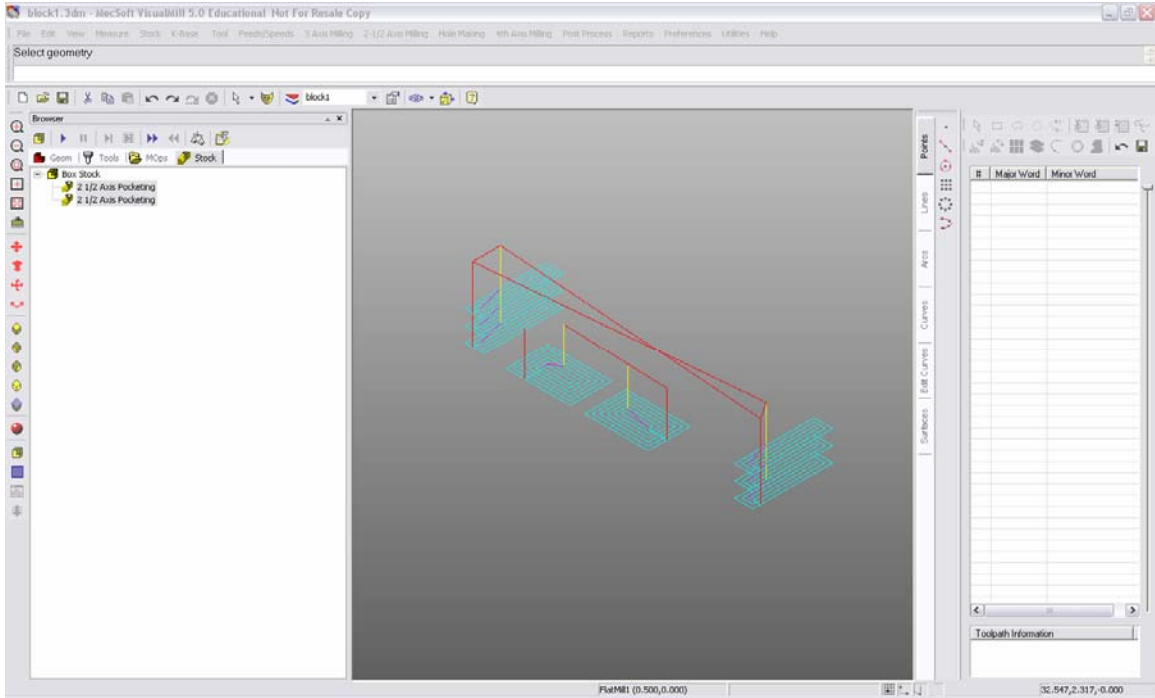 block1.3dm - MecSoft VisualMill 5.0 Educational Not For Resale Copy
File Edit View Measure Stock K-Base Tool Feeds/Speeds 3 Axis Milling 2-1/2 Axis Milling Hole Making 4th Axis Milling Post Process Reports Preferences Utilities Help
Select geometry
block1
Browser
Geom Tools MOps Stock
Box Stock
2 1/2 Axis Pocketing
2 1/2 Axis Pocketing
Points
Lines
Arcs
Curves
Edit Curves
Surfaces
# Major Word Minor Word
Toolpath Information
FlatMill1 (0.500,0.000)
32.547,2.317,-0.000